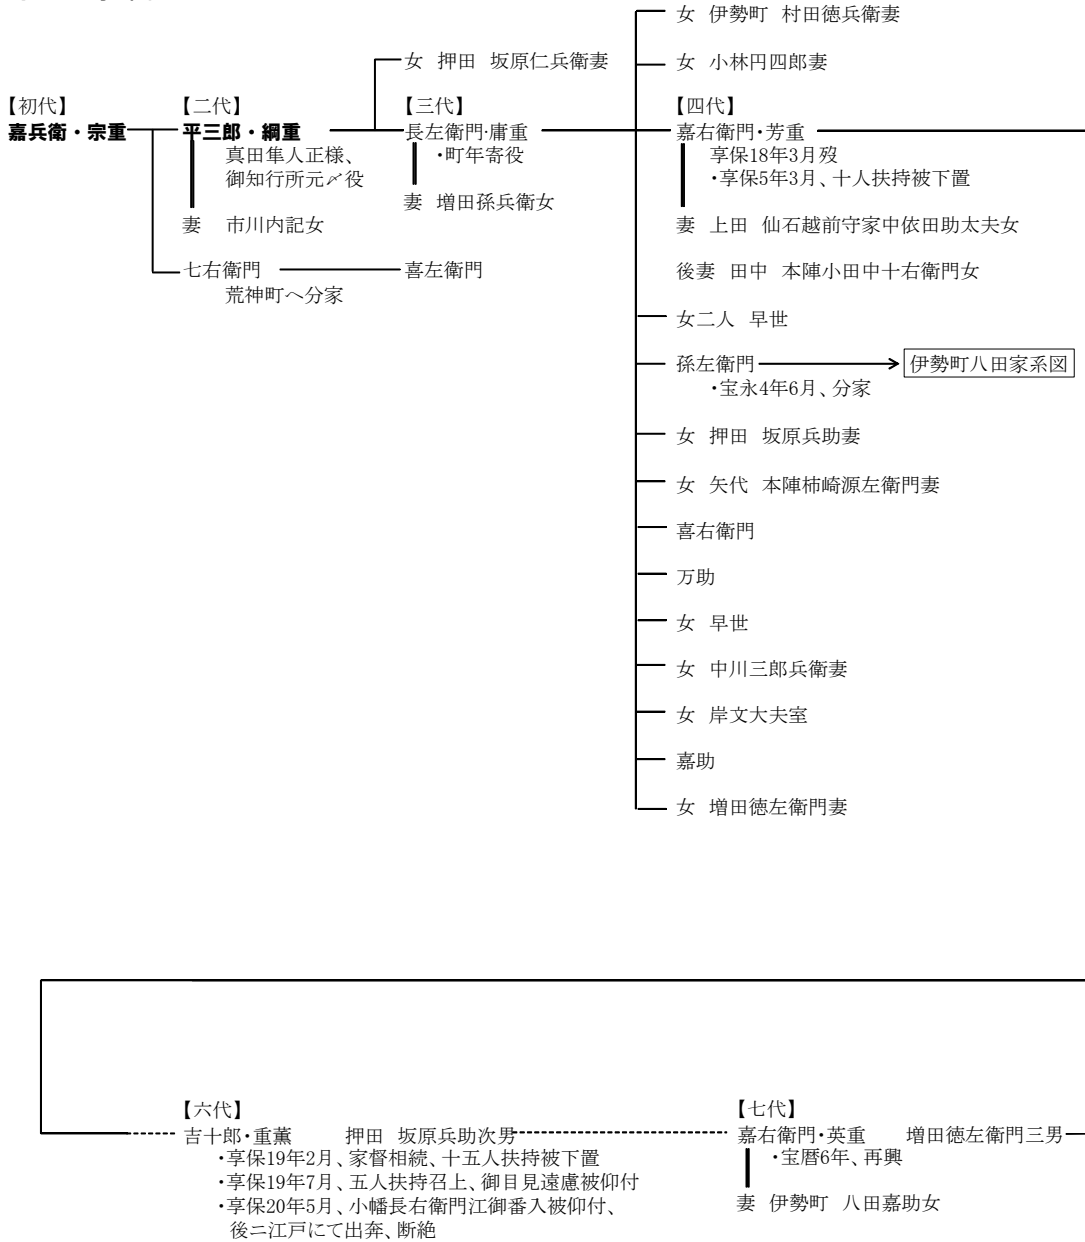 女 伊勢町 村田徳兵衛妻
女 押田 坂原仁兵衛妻
女 小林円四郎妻
【初代】
嘉兵衛・宗重
【二代】
平三郎・綱重
真田隼人正様、
御知行所元〆役
妻 市川内記女
七右衛門
荒神町へ分家
【三代】
長左衛門・庸重
・町年寄役
妻 増田孫兵衛女
喜左衛門
【四代】
嘉右衛門・芳重
享保18年3月歿
・享保5年3月、十人扶持被下置
妻 上田 仙石越前守家中依田助太夫女
後妻 田中 本陣小田中十右衛門女
女二人 早世
孫左衛門
伊勢町八田家系図
・宝永4年6月、分家
女 押田 坂原兵助妻
女 矢代 本陣柿崎源左衛門妻
喜右衛門
万助
女 早世
女 中川三郎兵衛妻
女 岸文大夫室
嘉助
女 増田徳左衛門妻
【六代】
吉十郎・重薫 押田 坂原兵助次男
・享保19年2月、家督相続、十五人扶持被下置
・享保19年7月、五人扶持召上、御目見遠慮被仰付
・享保20年5月、小幡長右衛門江御番入被仰付、
後ニ江戸にて出奔、断絶
【七代】
嘉右衛門・英重 増田徳左衛門三男
・宝暦6年、再興
妻 伊勢町 八田嘉助女